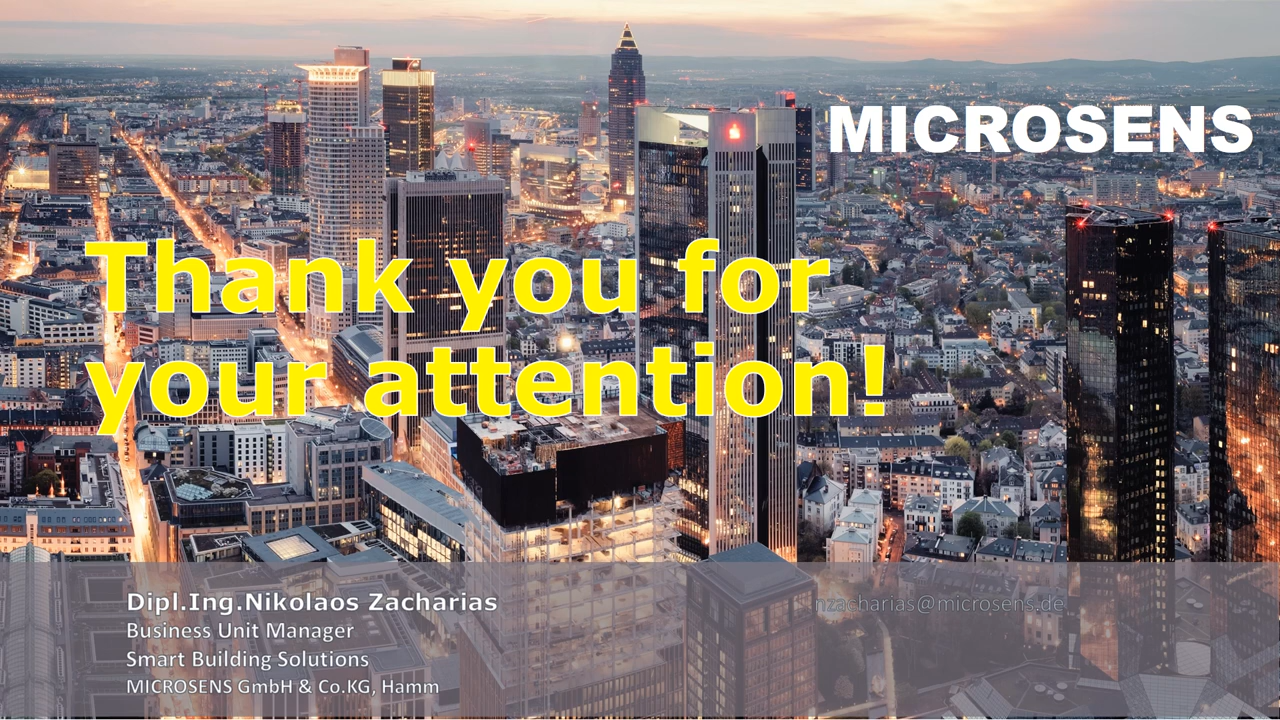 MICROSENS
Thank you for
your attention!
Dipl.Ing.Nikolaos Zacharias
Business Unit Manager
Smart Building Solutions
MICROSENS GmbH & Co.KG, Hamm
nzacharias@microsens.de